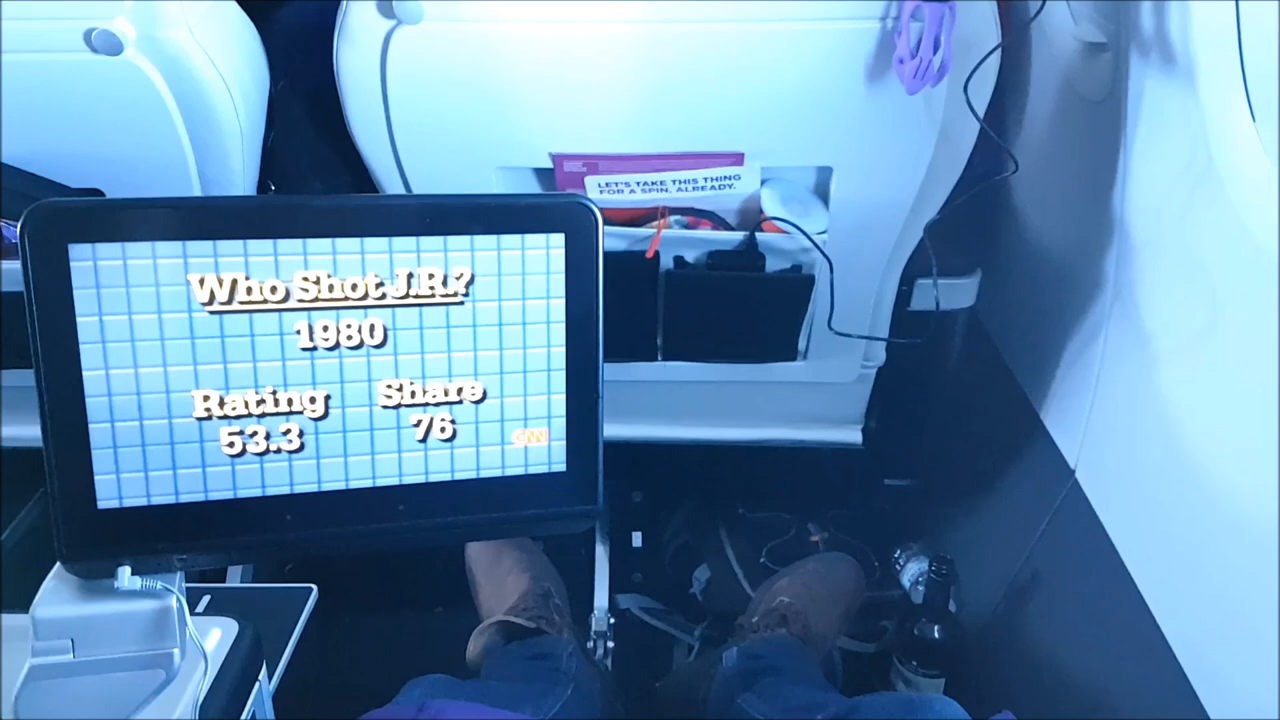 LET'S TAKE THIS THING
FOR A SPIN, ALREADY.
Who Shot J.R.?
1980
Rating Share
53.3 76
CNN